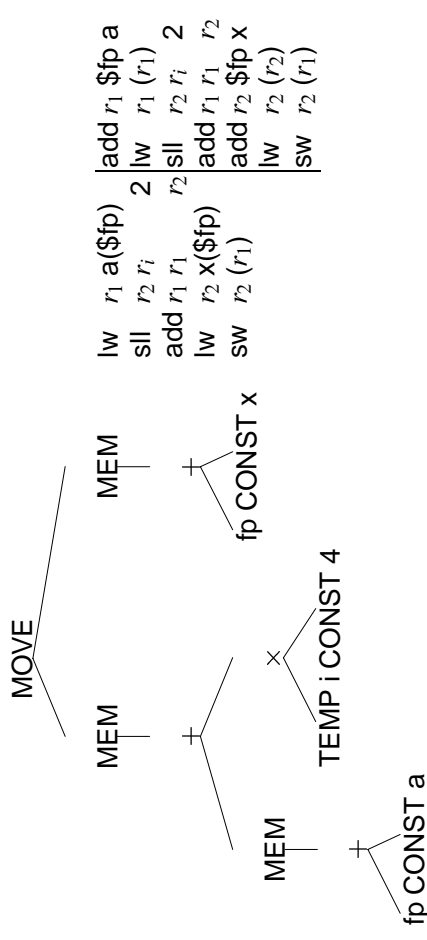 MOVE
MEM
MEM
+
+
fp CONST x
MEM
×
TEMP i CONST 4
+
fp CONST a
lw r₁ a($fp)
sll r₂ rᵢ 2
add r₁ r₁ r₂
lw r₂ x($fp)
sw r₂ (r₁)
add r₁ $fp a
lw r₁ (r₁)
sll r₂ rᵢ 2
add r₁ r₁ r₂
add r₂ $fp x
lw r₂ (r₂)
sw r₂ (r₁)